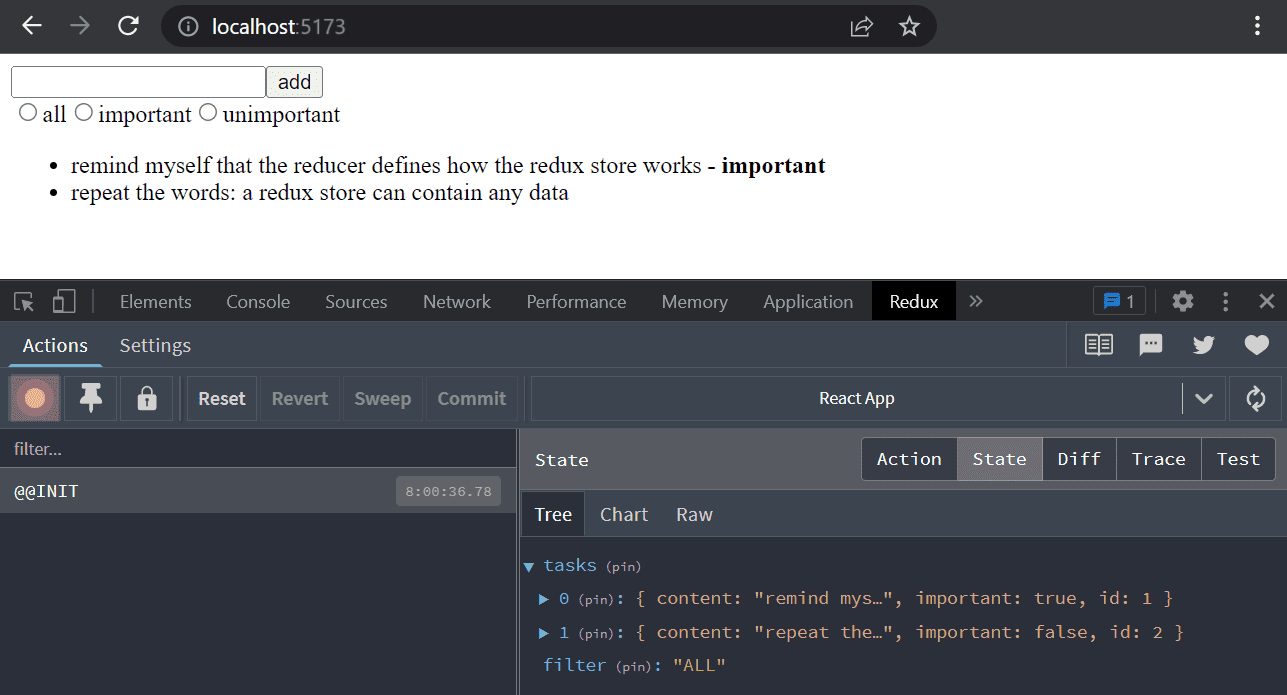 localhost:5173
add
all important unimportant
• remind myself that the reducer defines how the redux store works - important
• repeat the words: a redux store can contain any data
Elements Console Sources Network Performance Memory Application Redux » 1
Actions Settings
Reset Revert Sweep Commit React App
filter...
State Action State Diff Trace Test
@@INIT 8:00:36.78
Tree Chart Raw
▼ tasks (pin)
▶ 0 (pin): { content: "remind mys…", important: true, id: 1 }
▶ 1 (pin): { content: "repeat the…", important: false, id: 2 }
filter (pin): "ALL"